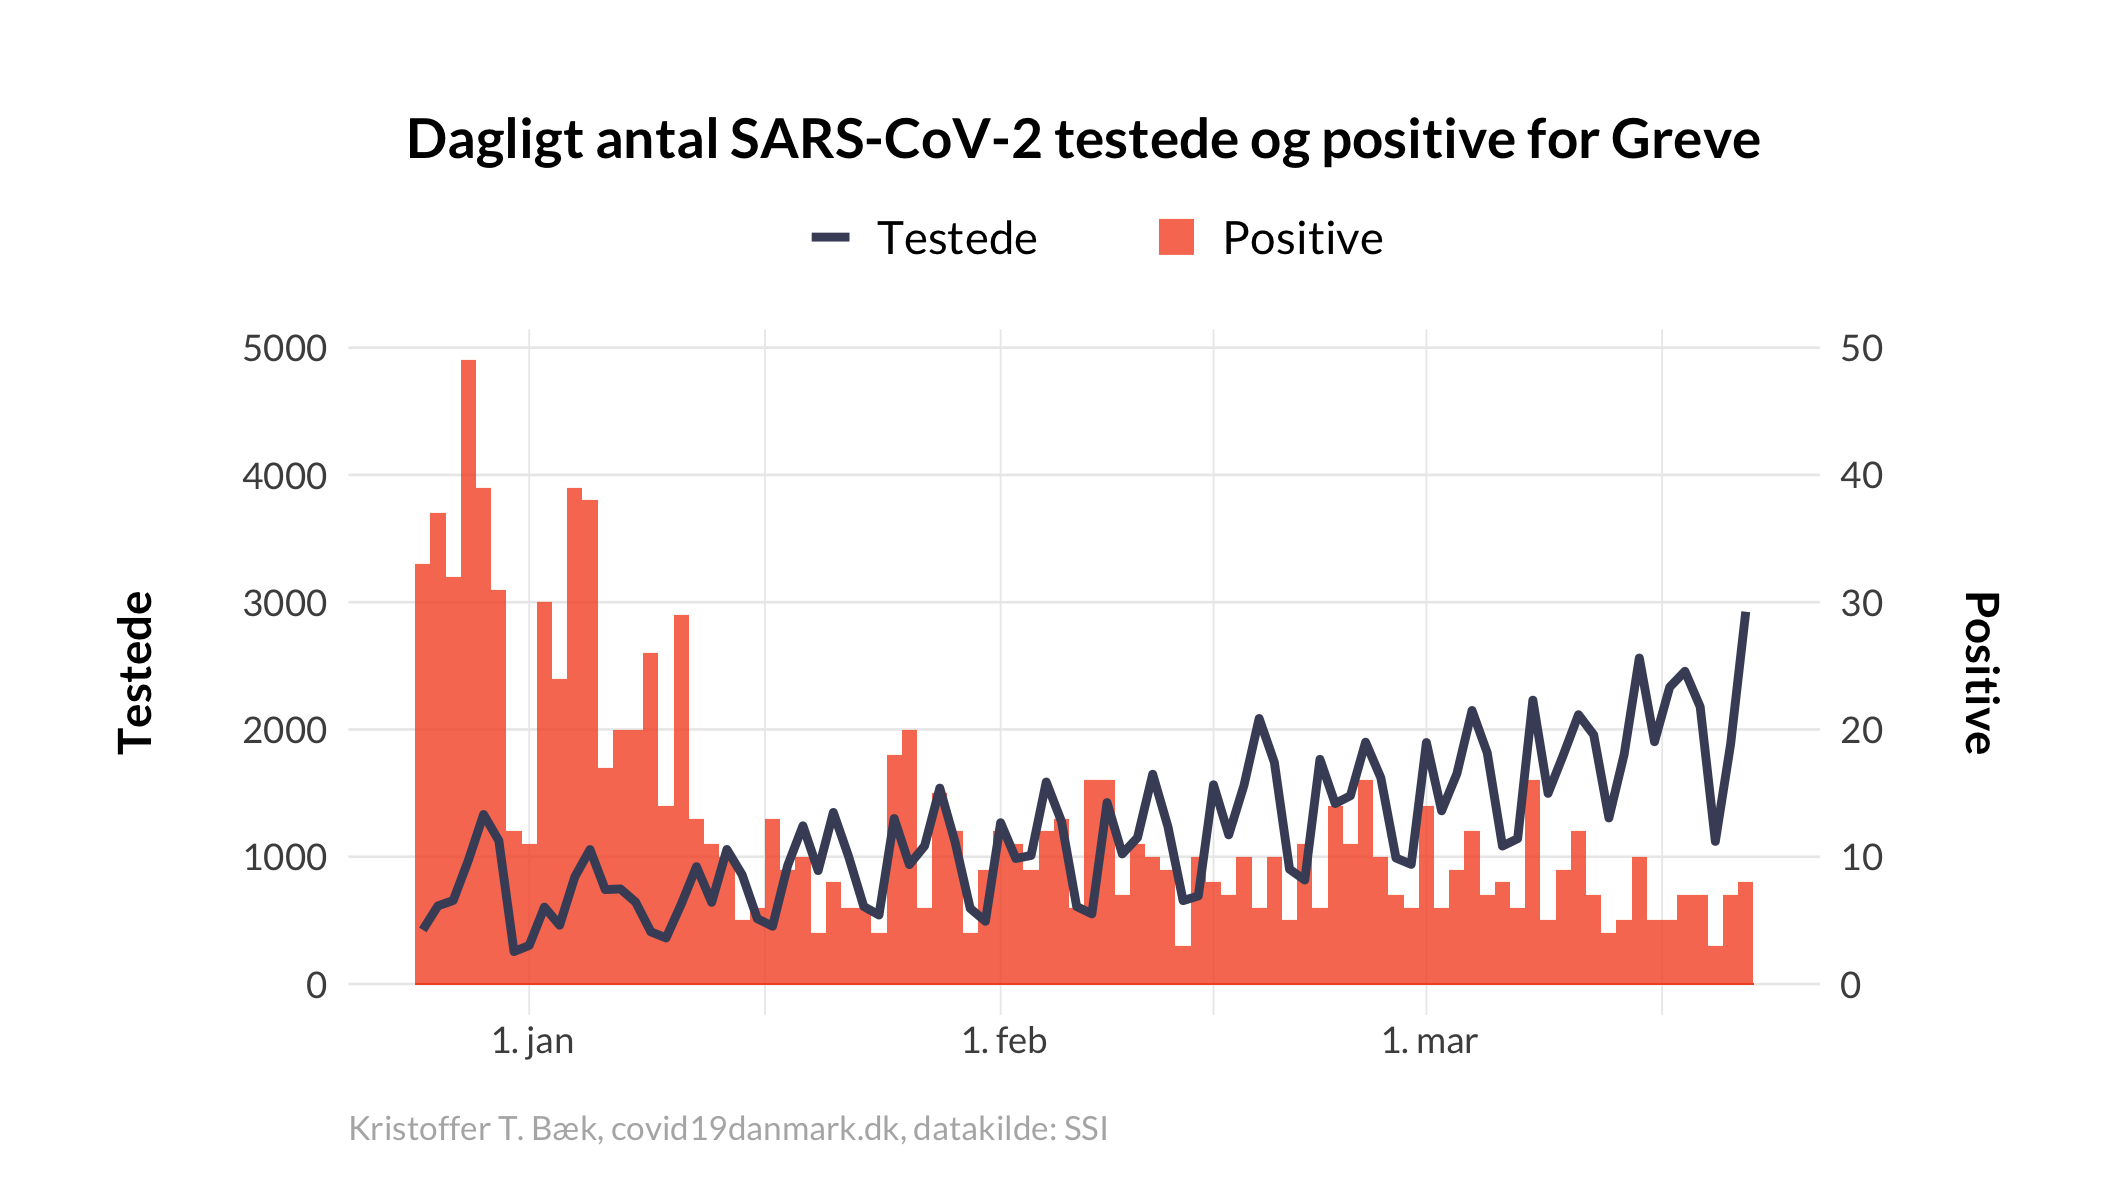 Dagligt antal SARS-CoV-2 testede og positive for Greve
Testede
Positive
5000
4000
3000
2000
1000
0
Testede
50
40
30
20
10
0
Positive
1. jan
1. feb
1. mar
Kristoffer T. Bæk, covid19danmark.dk, datakilde: SSI